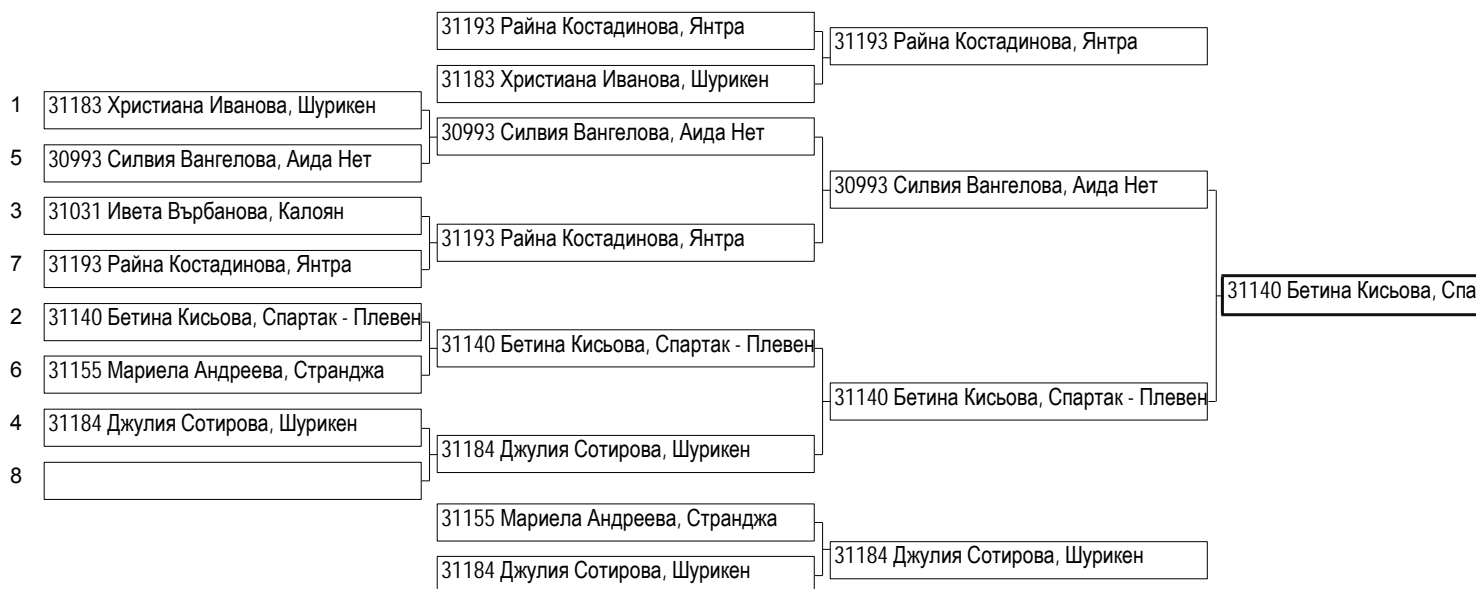 31193 Райна Костадинова, Янтра
31193 Райна Костадинова, Янтра
31183 Христиана Иванова, Шурикен
1 31183 Христиана Иванова, Шурикен
30993 Силвия Вангелова, Аида Нет
5 30993 Силвия Вангелова, Аида Нет
30993 Силвия Вангелова, Аида Нет
3 31031 Ивета Върбанова, Калоян
31193 Райна Костадинова, Янтра
7 31193 Райна Костадинова, Янтра
31140 Бетина Кисьова, Спа
2 31140 Бетина Кисьова, Спартак - Плевен
31140 Бетина Кисьова, Спартак - Плевен
6 31155 Мариела Андреева, Странджа
31140 Бетина Кисьова, Спартак - Плевен
4 31184 Джулия Сотирова, Шурикен
31184 Джулия Сотирова, Шурикен
8
31155 Мариела Андреева, Странджа
31184 Джулия Сотирова, Шурикен
31184 Джулия Сотирова, Шурикен